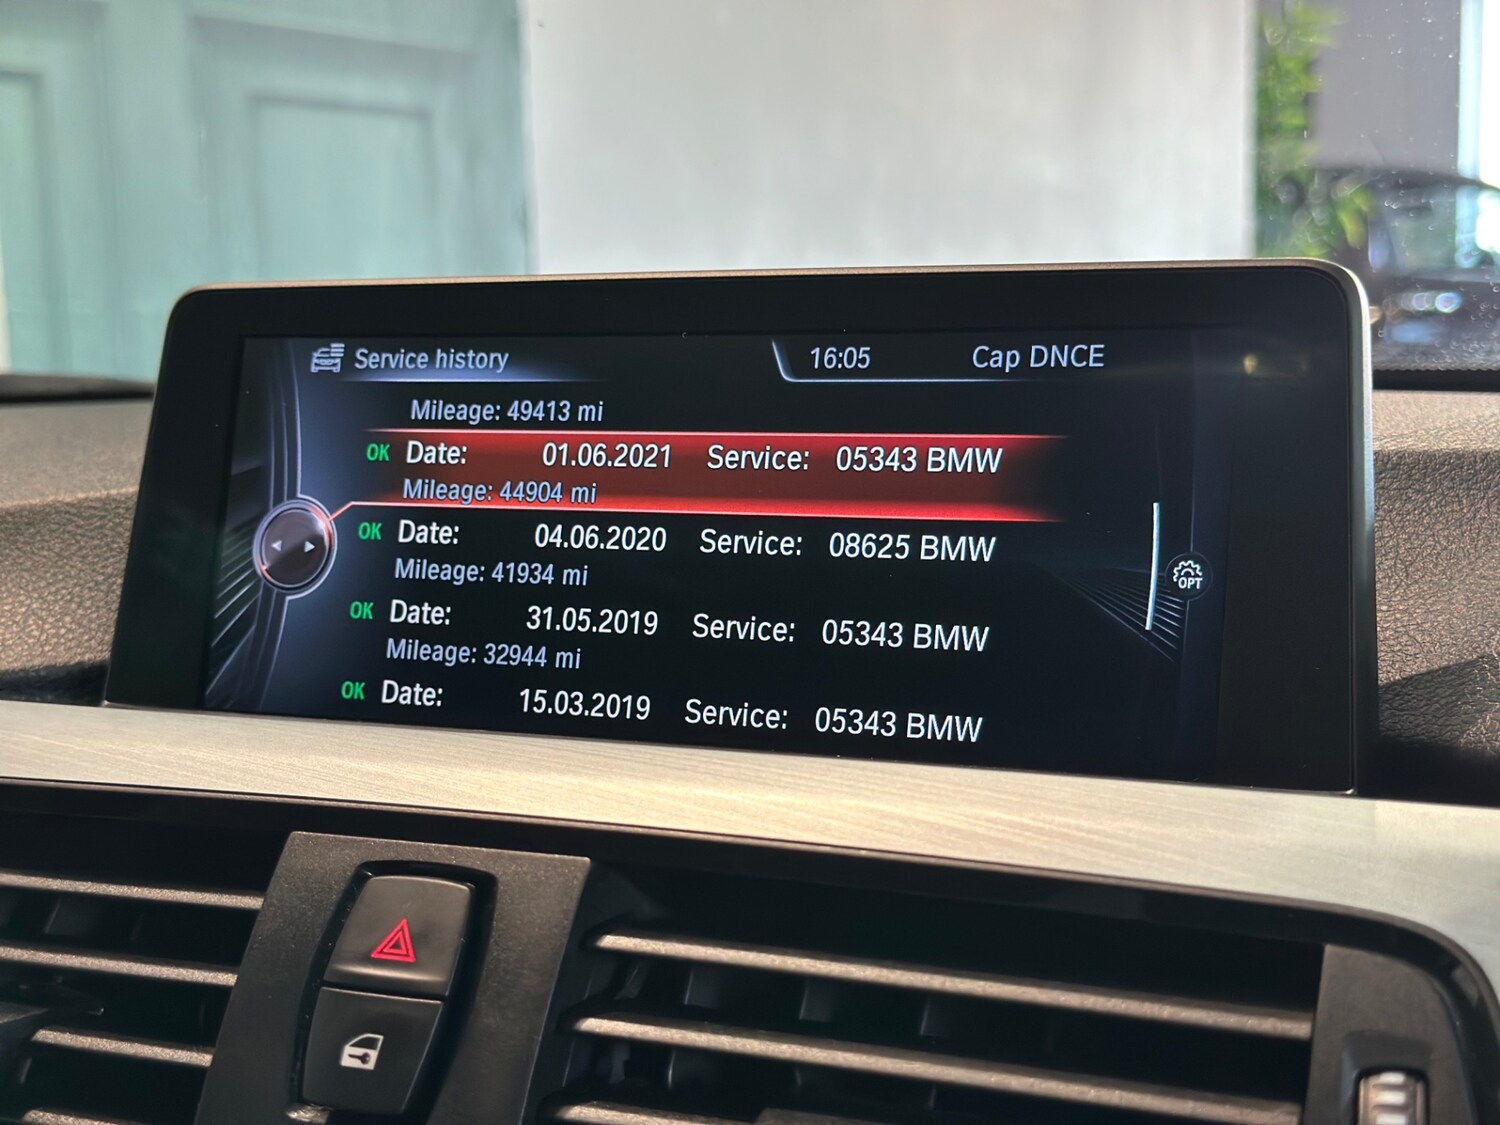 Service history 16:05 Cap DNCE
Mileage: 49413 mi
OK Date: 01.06.2021 Service: 05343 BMW
Mileage: 44904 mi
OK Date: 04.06.2020 Service: 08625 BMW
Mileage: 41934 mi
OPT
OK Date: 31.05.2019 Service: 05343 BMW
Mileage: 32944 mi
OK Date: 15.03.2019 Service: 05343 BMW